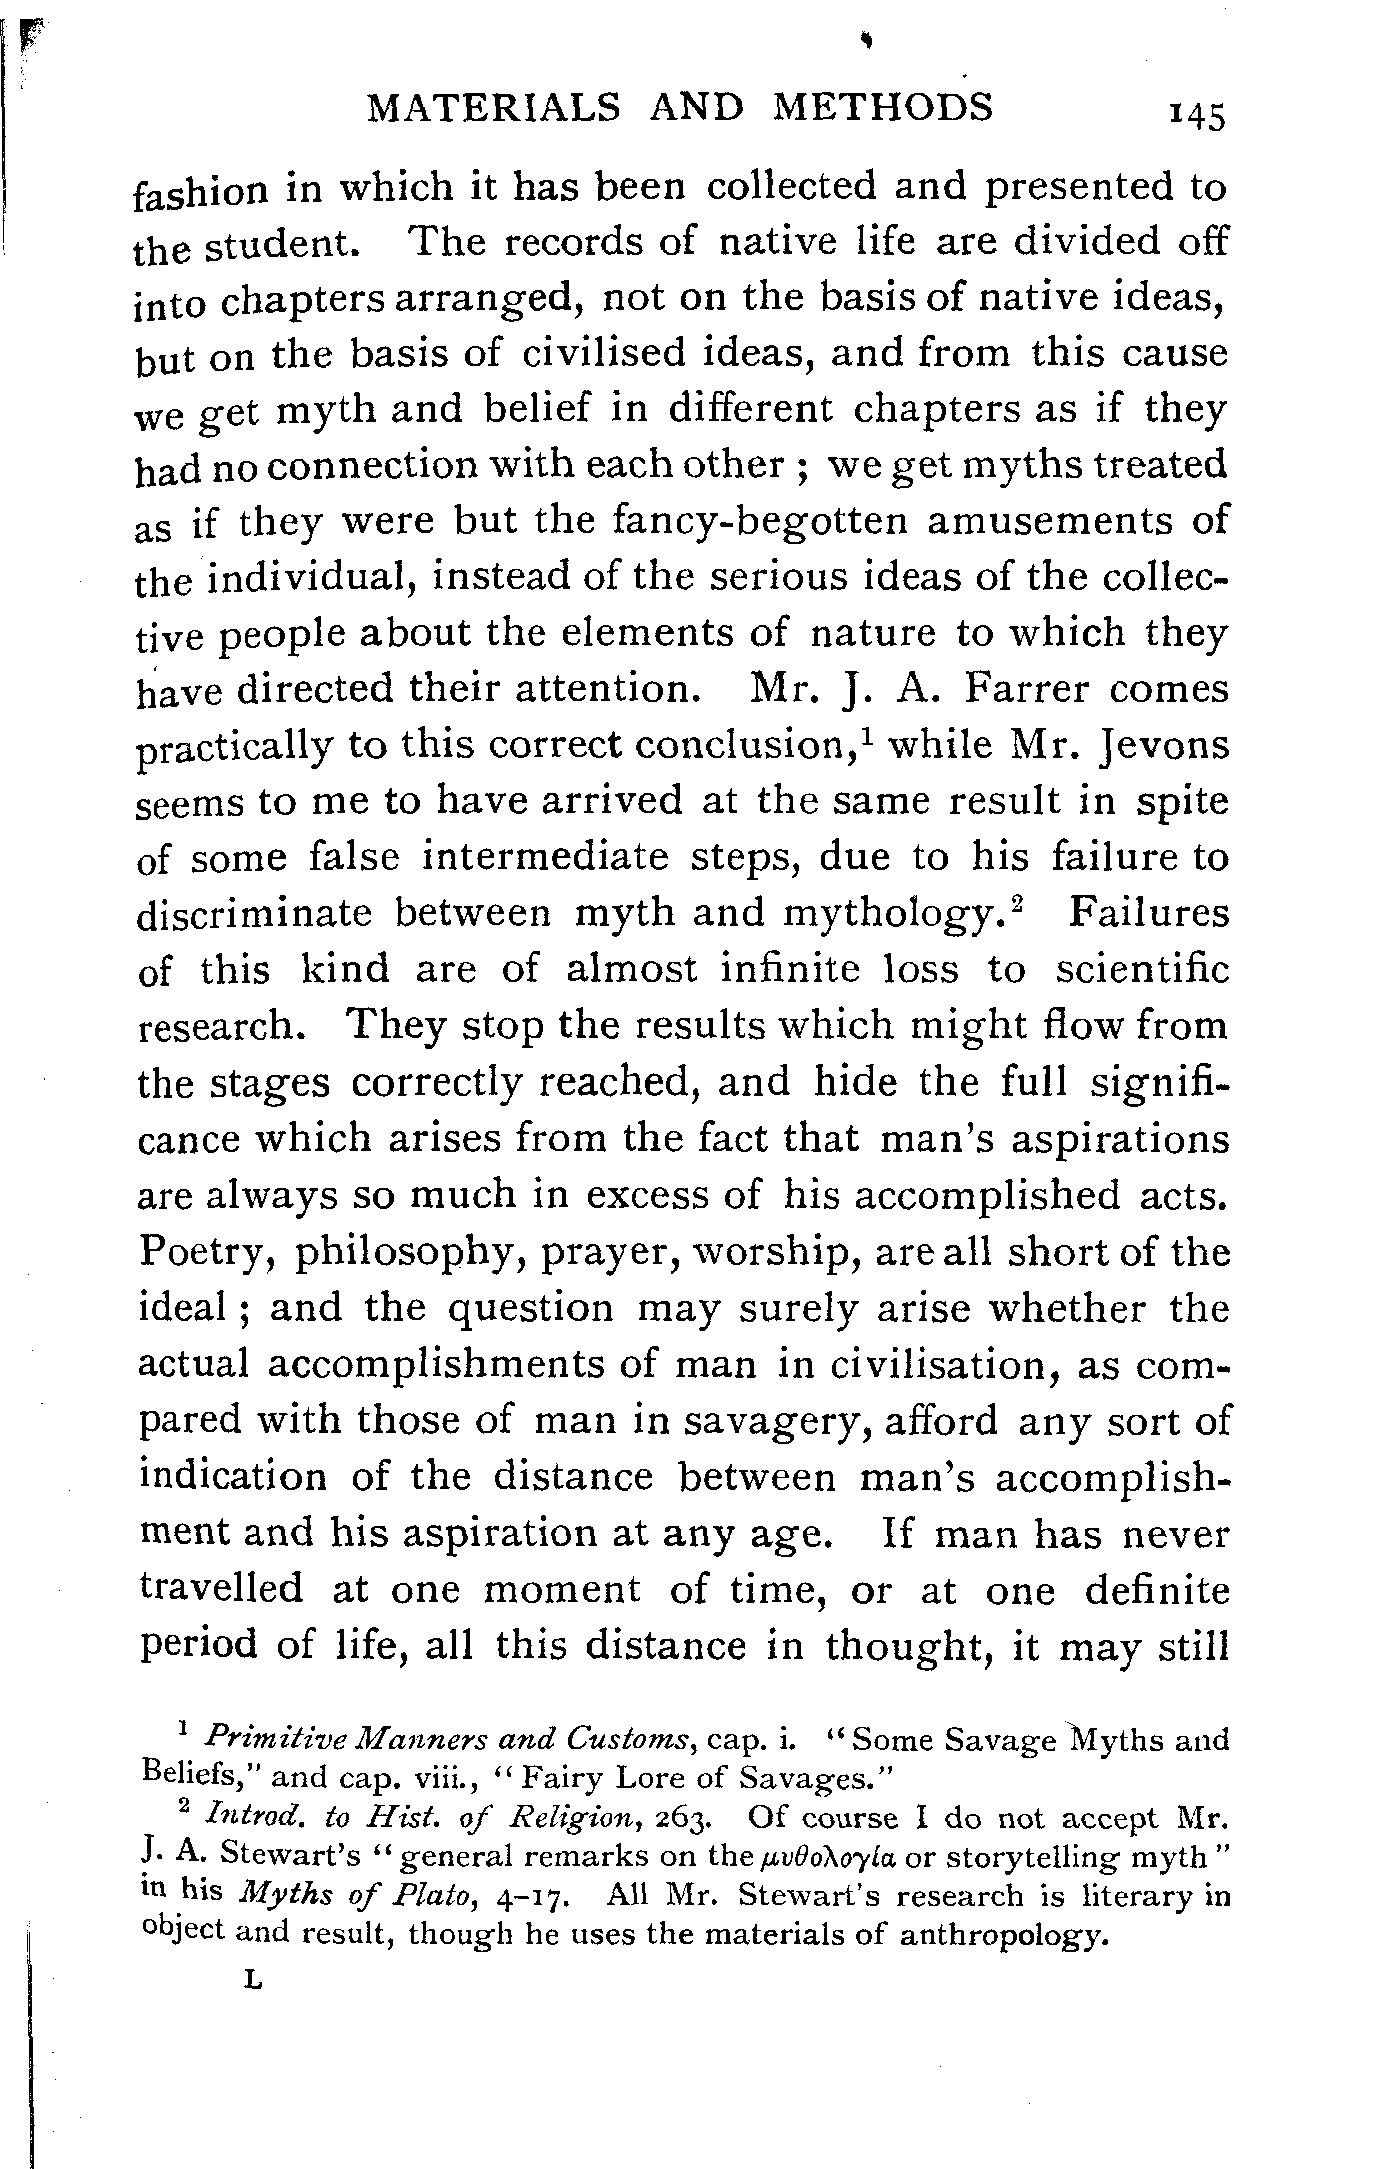 MATERIALS AND METHODS 145
fashion in which it has been collected and presented to
the student. The records of native life are divided off
into chapters arranged, not on the basis of native ideas,
but on the basis of civilised ideas, and from this cause
we get myth and belief in different chapters as if they
had no connection with each other ; we get myths treated
as if they were but the fancy-begotten amusements of
the individual, instead of the serious ideas of the collec-
tive people about the elements of nature to which they
have directed their attention. Mr. J. A. Farrer comes
practically to this correct conclusion,¹ while Mr. Jevons
seems to me to have arrived at the same result in spite
of some false intermediate steps, due to his failure to
discriminate between myth and mythology.² Failures
of this kind are of almost infinite loss to scientific
research. They stop the results which might flow from
the stages correctly reached, and hide the full signifi-
cance which arises from the fact that man's aspirations
are always so much in excess of his accomplished acts.
Poetry, philosophy, prayer, worship, are all short of the
ideal ; and the question may surely arise whether the
actual accomplishments of man in civilisation, as com-
pared with those of man in savagery, afford any sort of
indication of the distance between man's accomplish-
ment and his aspiration at any age. If man has never
travelled at one moment of time, or at one definite
period of life, all this distance in thought, it may still
¹ Primitive Manners and Customs, cap. i. "Some Savage Myths and
Beliefs," and cap. viii., "Fairy Lore of Savages."
² Introd. to Hist. of Religion, 263. Of course I do not accept Mr.
J. A. Stewart's "general remarks on the μυθολογία or storytelling myth"
in his Myths of Plato, 4–17. All Mr. Stewart's research is literary in
object and result, though he uses the materials of anthropology.
L